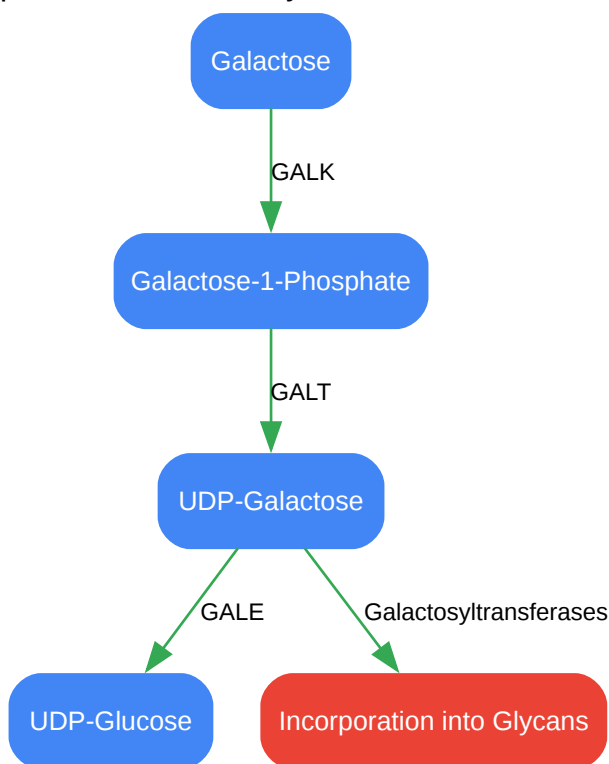 Galactose
GALK
Galactose-1-Phosphate
GALT
UDP-Galactose
GALE
Galactosyltransferases
UDP-Glucose
Incorporation into Glycans